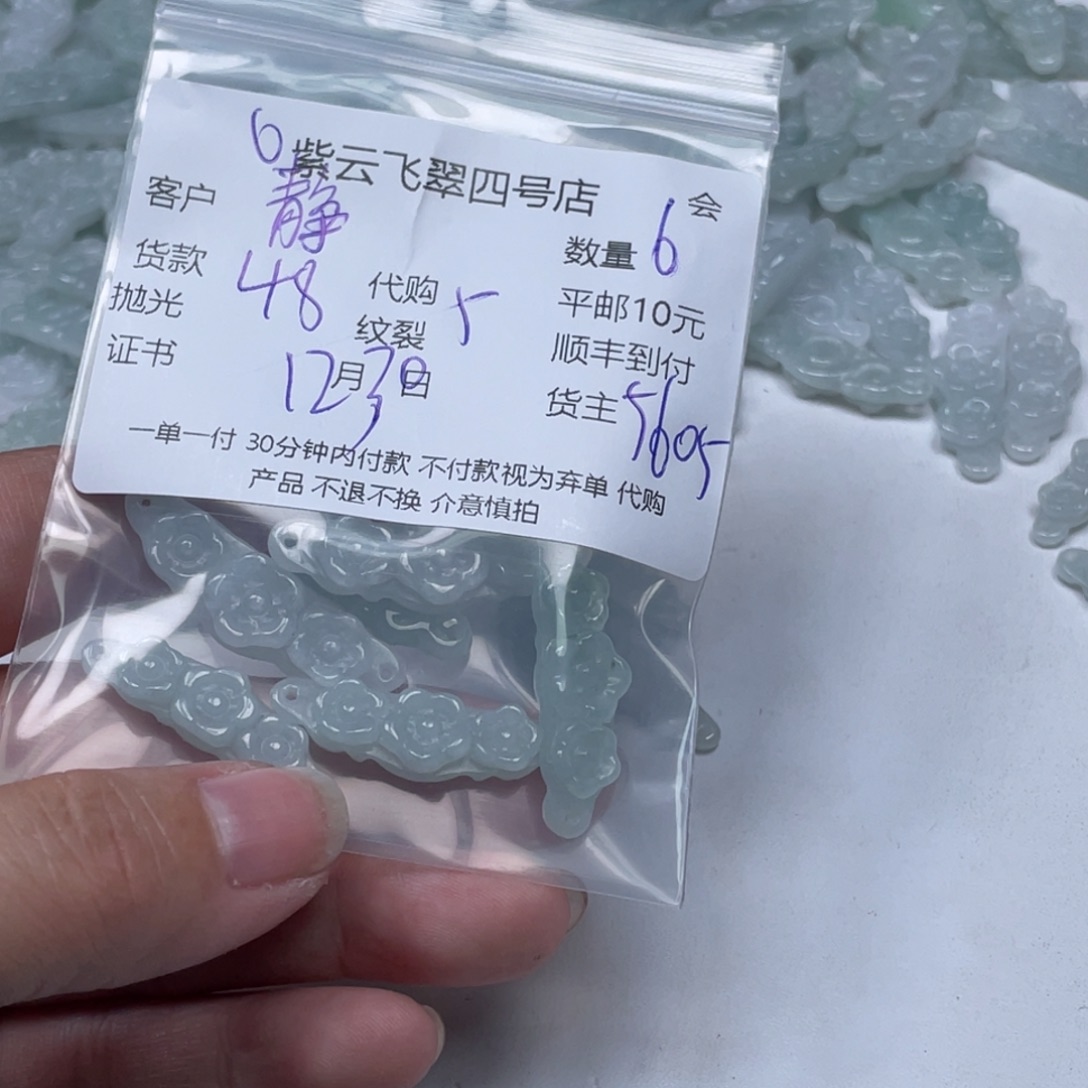 6 紫云飞翠四号店 会
客户 静 数量 6
货款 48 代购 5 平邮10元
抛光 纹裂 顺丰到付
证书 12月30日 货主 5605
一单一付 30分钟内付款 不付款视为弃单 代购
产品 不退不换 介意慎拍